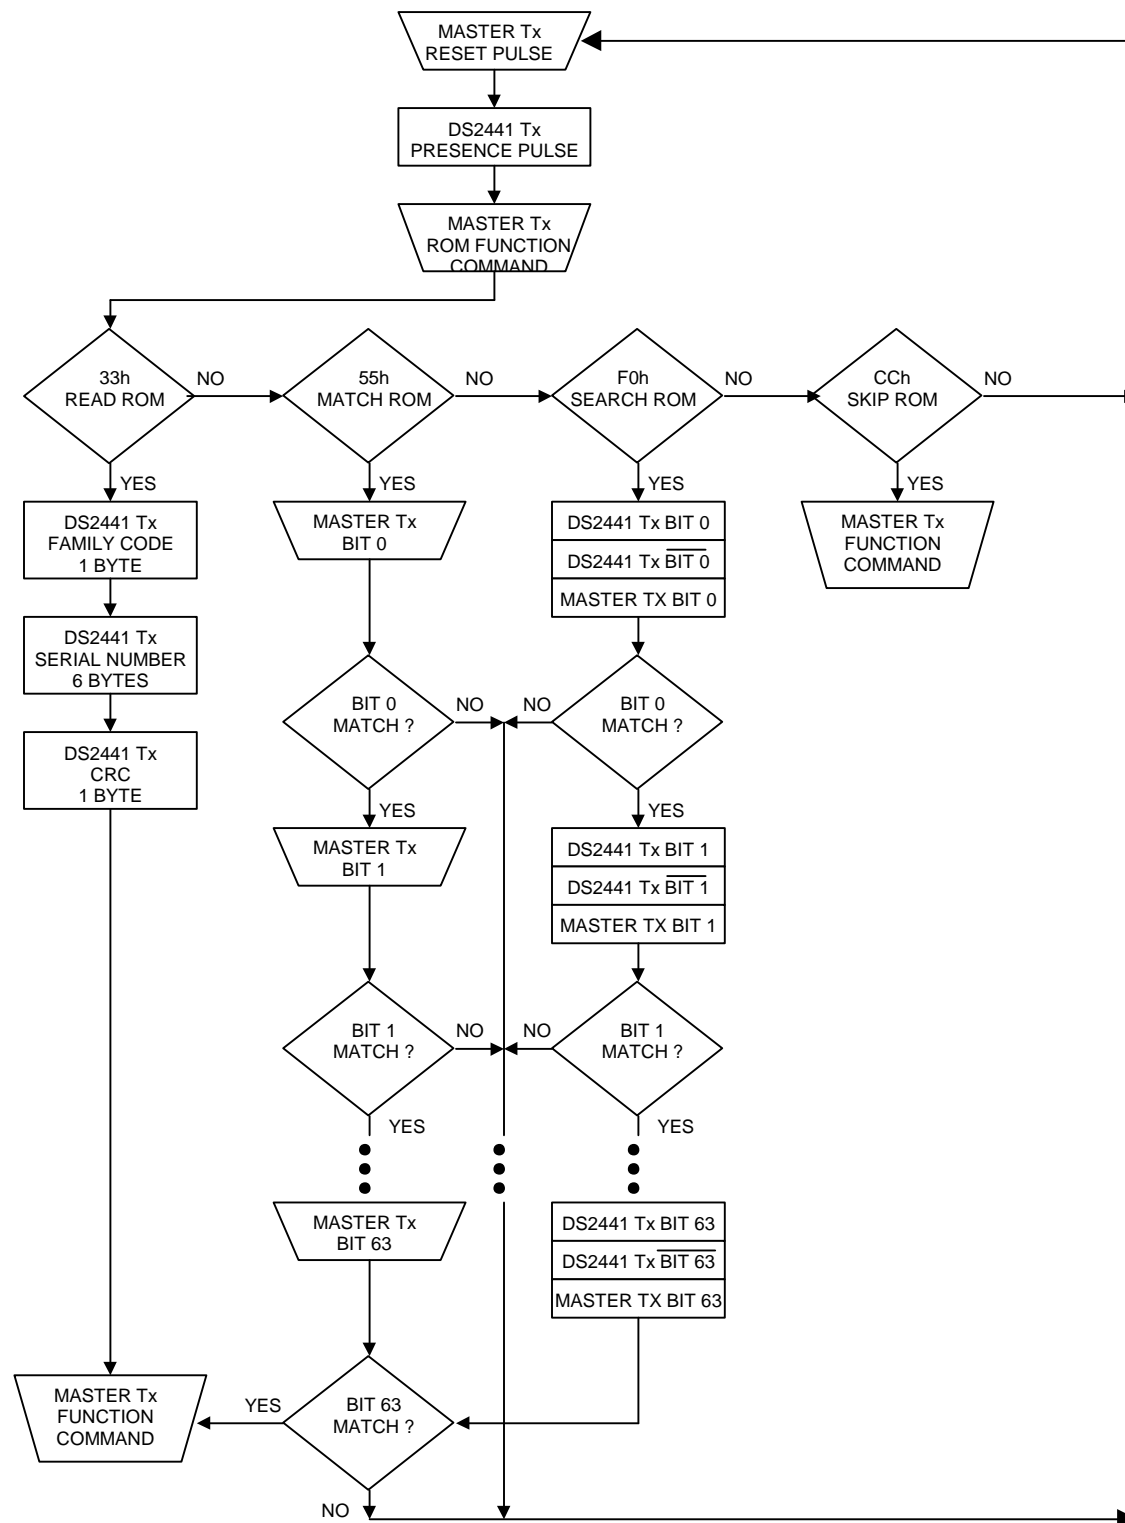 MASTER Tx
RESET PULSE
DS2441 Tx
PRESENCE PULSE
MASTER Tx
ROM FUNCTION
COMMAND
33h
READ ROM
NO
55h
MATCH ROM
NO
F0h
SEARCH ROM
NO
CCh
SKIP ROM
NO
YES
YES
YES
YES
DS2441 Tx
FAMILY CODE
1 BYTE
DS2441 Tx
SERIAL NUMBER
6 BYTES
DS2441 Tx
CRC
1 BYTE
MASTER Tx
BIT 0
DS2441 Tx BIT 0
DS2441 Tx BIT 0
MASTER TX BIT 0
MASTER Tx
FUNCTION
COMMAND
BIT 0
MATCH ?
NO
NO
BIT 0
MATCH ?
YES
YES
MASTER Tx
BIT 1
DS2441 Tx BIT 1
DS2441 Tx BIT 1
MASTER TX BIT 1
BIT 1
MATCH ?
NO
NO
BIT 1
MATCH ?
YES
YES
MASTER Tx
BIT 63
DS2441 Tx BIT 63
DS2441 Tx BIT 63
MASTER TX BIT 63
MASTER Tx
FUNCTION
COMMAND
YES
BIT 63
MATCH ?
NO